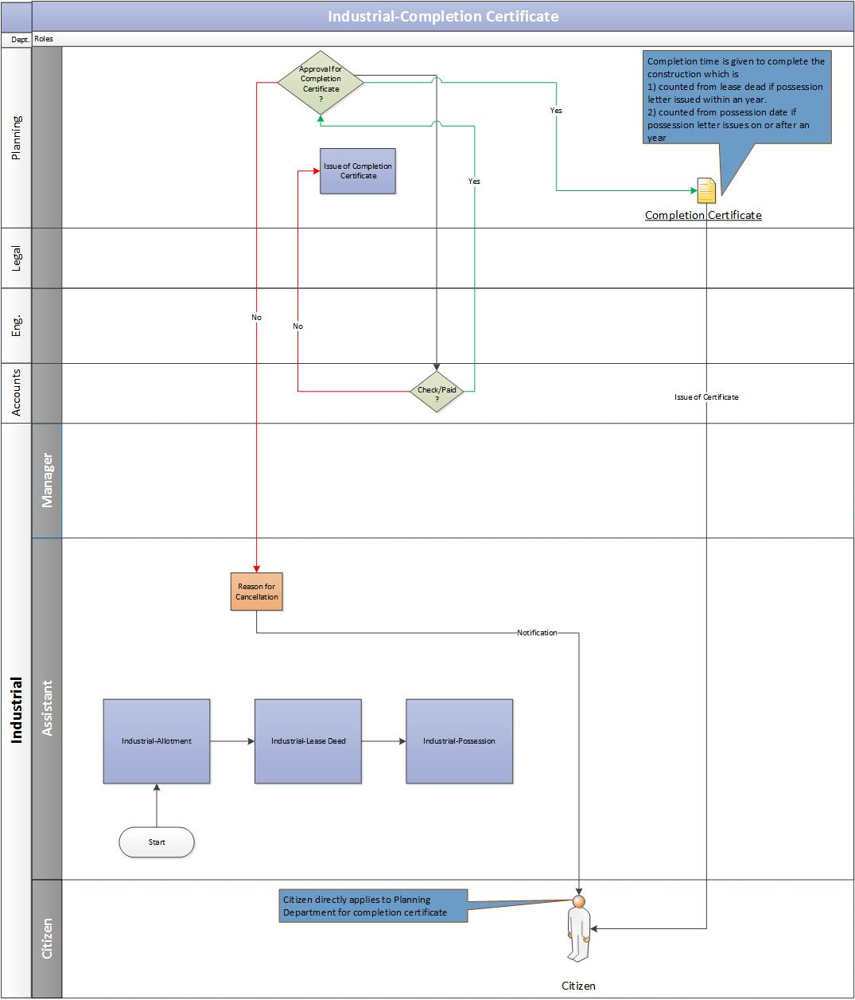 Industrial-Completion Certificate
Dept.
Roles
Planning
Approval for
Completion
Certificate
?
Completion time is given to complete the
construction which is
1) counted from lease dead if possession
letter issued within an year.
2) counted from possession date if
possession letter issues on or after an
year
Yes
Issue of Completion
Certificate
Yes
Completion Certificate
Legal
Eng.
No
No
Accounts
Check/Paid
?
Issue of Certificate
Industrial
Manager
Assistant
Reason for
Cancellation
Notification
Industrial-Allotment
Industrial-Lease Deed
Industrial-Possession
Start
Citizen
Citizen directly applies to Planning
Department for completion certificate
Citizen